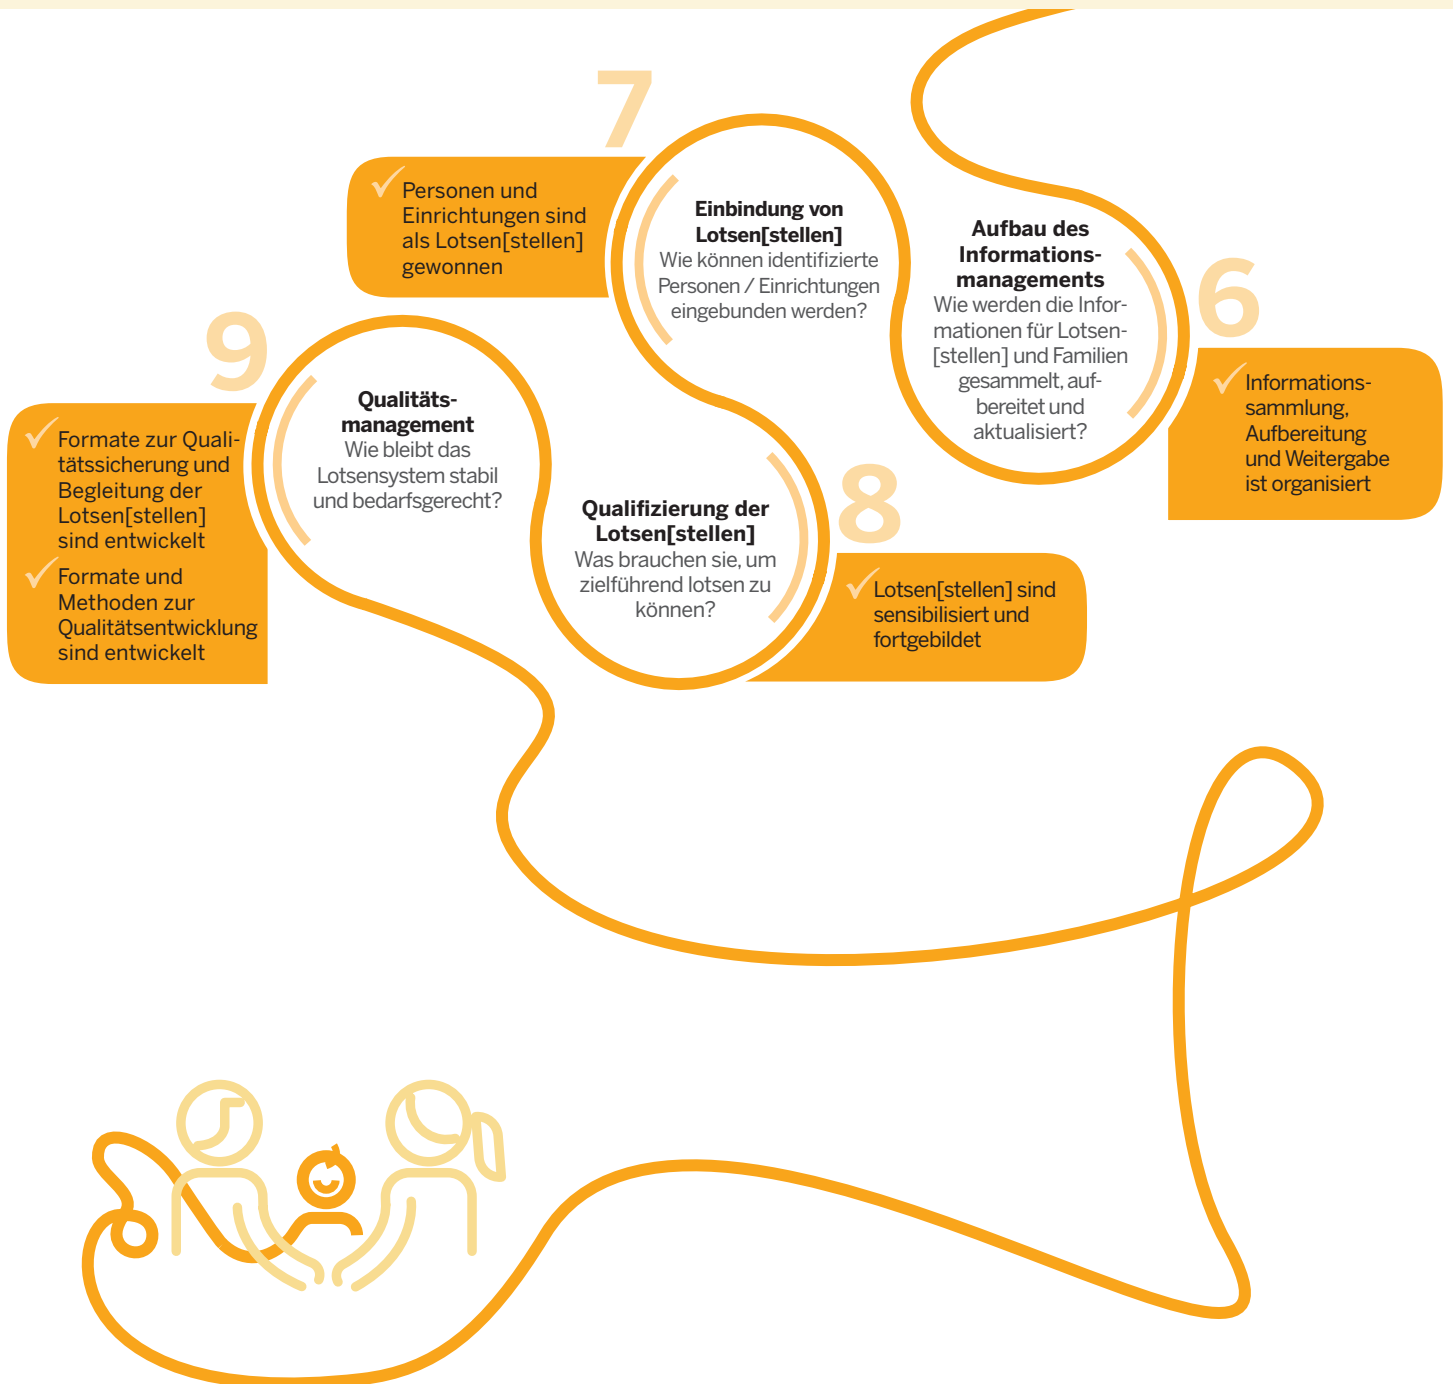 7
Personen und
Einrichtungen sind
als Lotsen[stellen]
gewonnen
Einbindung von
Lotsen[stellen]
Wie können identifizierte
Personen / Einrichtungen
eingebunden werden?
Aufbau des
Informations-
managements
Wie werden die Infor-
mationen für Lotsen-
[stellen] und Familien
gesammelt, auf-
bereitet und
aktualisiert?
6
Informations-
sammlung,
Aufbereitung
und Weitergabe
ist organisiert
9
Formate zur Quali-
tätssicherung und
Begleitung der
Lotsen[stellen]
sind entwickelt
Formate und
Methoden zur
Qualitätsentwicklung
sind entwickelt
Qualitäts-
management
Wie bleibt das
Lotsensystem stabil
und bedarfsgerecht?
Qualifizierung der
Lotsen[stellen]
Was brauchen sie, um
zielführend lotsen zu
können?
8
Lotsen[stellen] sind
sensibilisiert und
fortgebildet